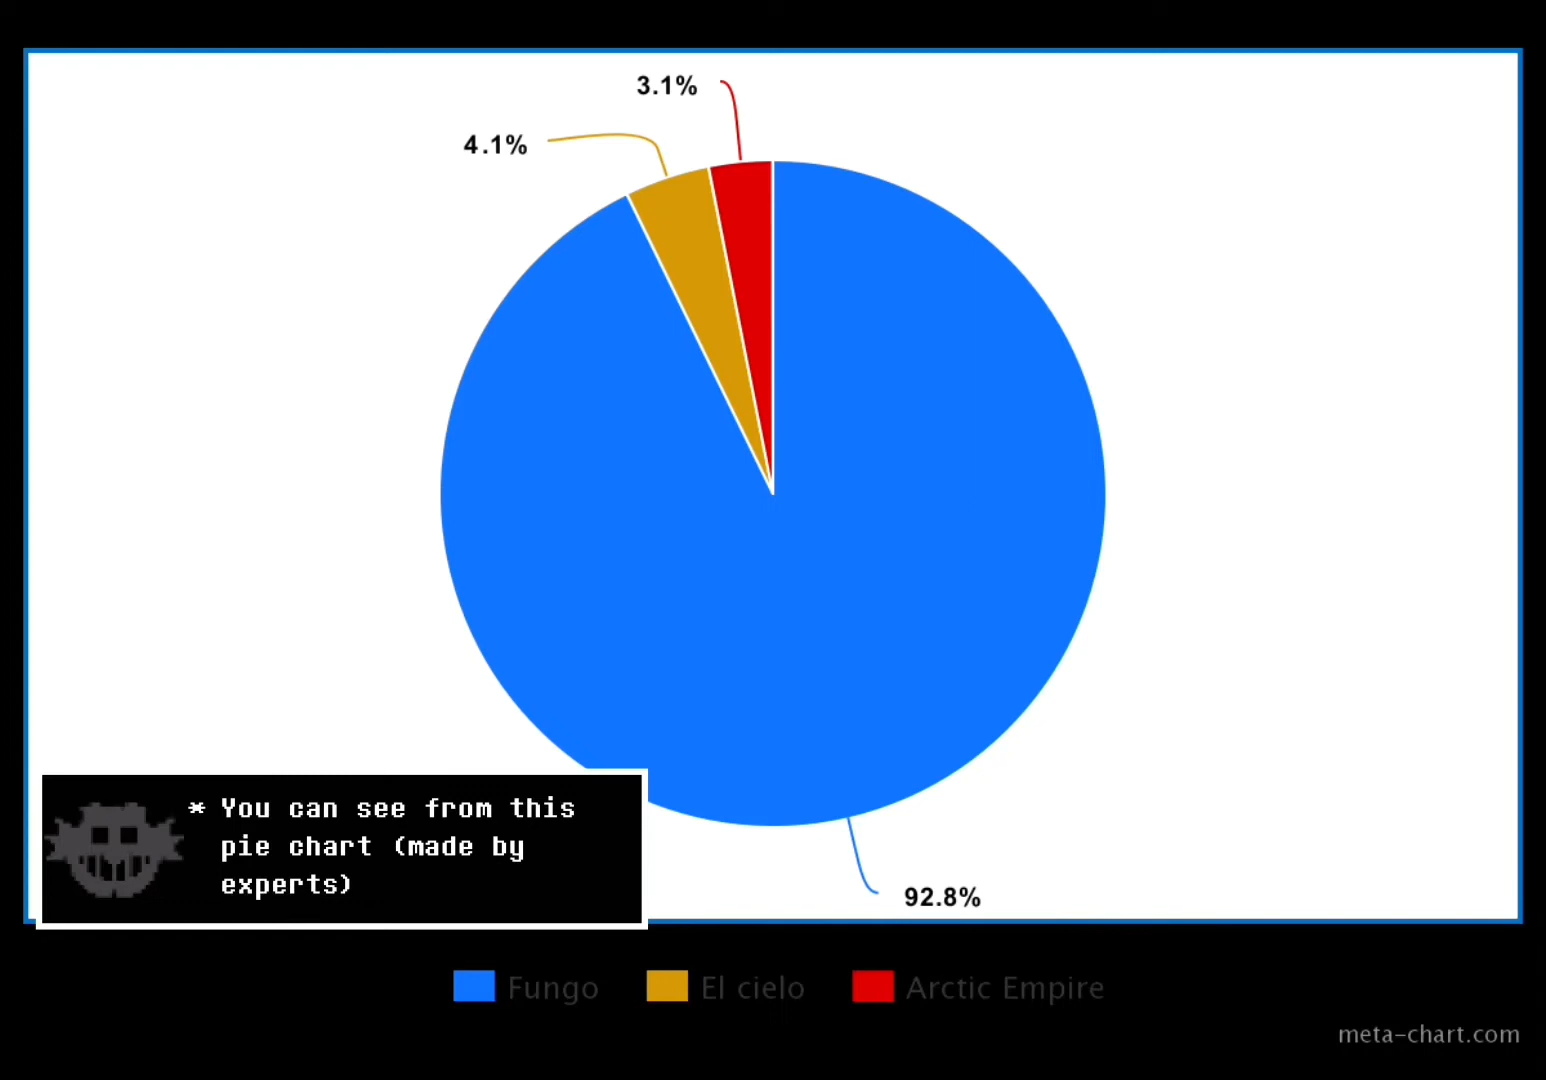 3.1%
4.1%
* You can see from this
pie chart (made by
experts)
92.8%
Fungo
El cielo
Arctic Empire
meta-chart.com